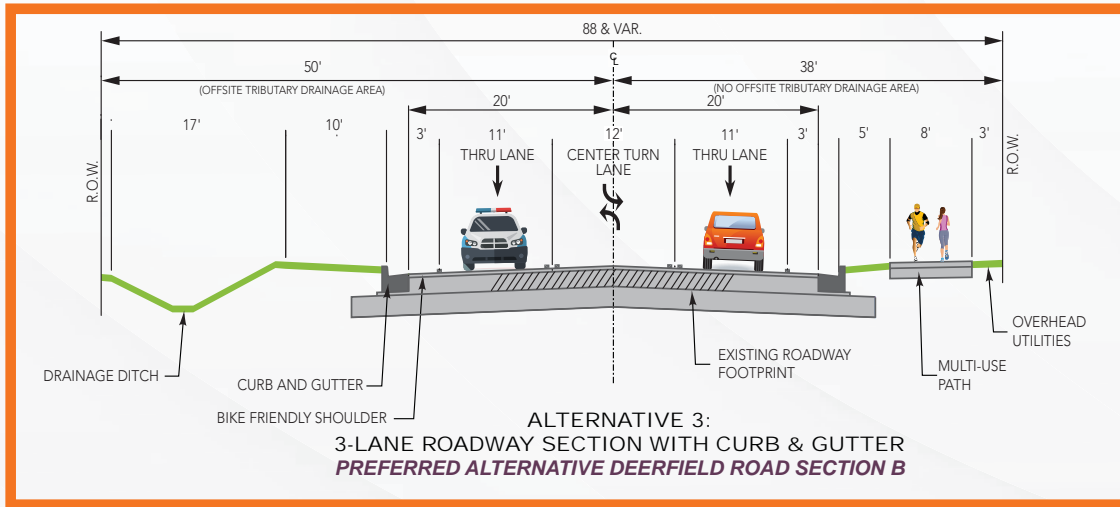 88 & VAR.
℄
50' 38'
(OFFSITE TRIBUTARY DRAINAGE AREA) (NO OFFSITE TRIBUTARY DRAINAGE AREA)
20' 20'
17' 10' 3' 11' 12' 11' 3' 5' 8' 3'
THRU LANE CENTER TURN THRU LANE
LANE
R.O.W. R.O.W.
OVERHEAD
UTILITIES
EXISTING ROADWAY
FOOTPRINT
MULTI-USE
PATH
DRAINAGE DITCH
CURB AND GUTTER
BIKE FRIENDLY SHOULDER
ALTERNATIVE 3:
3-LANE ROADWAY SECTION WITH CURB & GUTTER
PREFERRED ALTERNATIVE DEERFIELD ROAD SECTION B